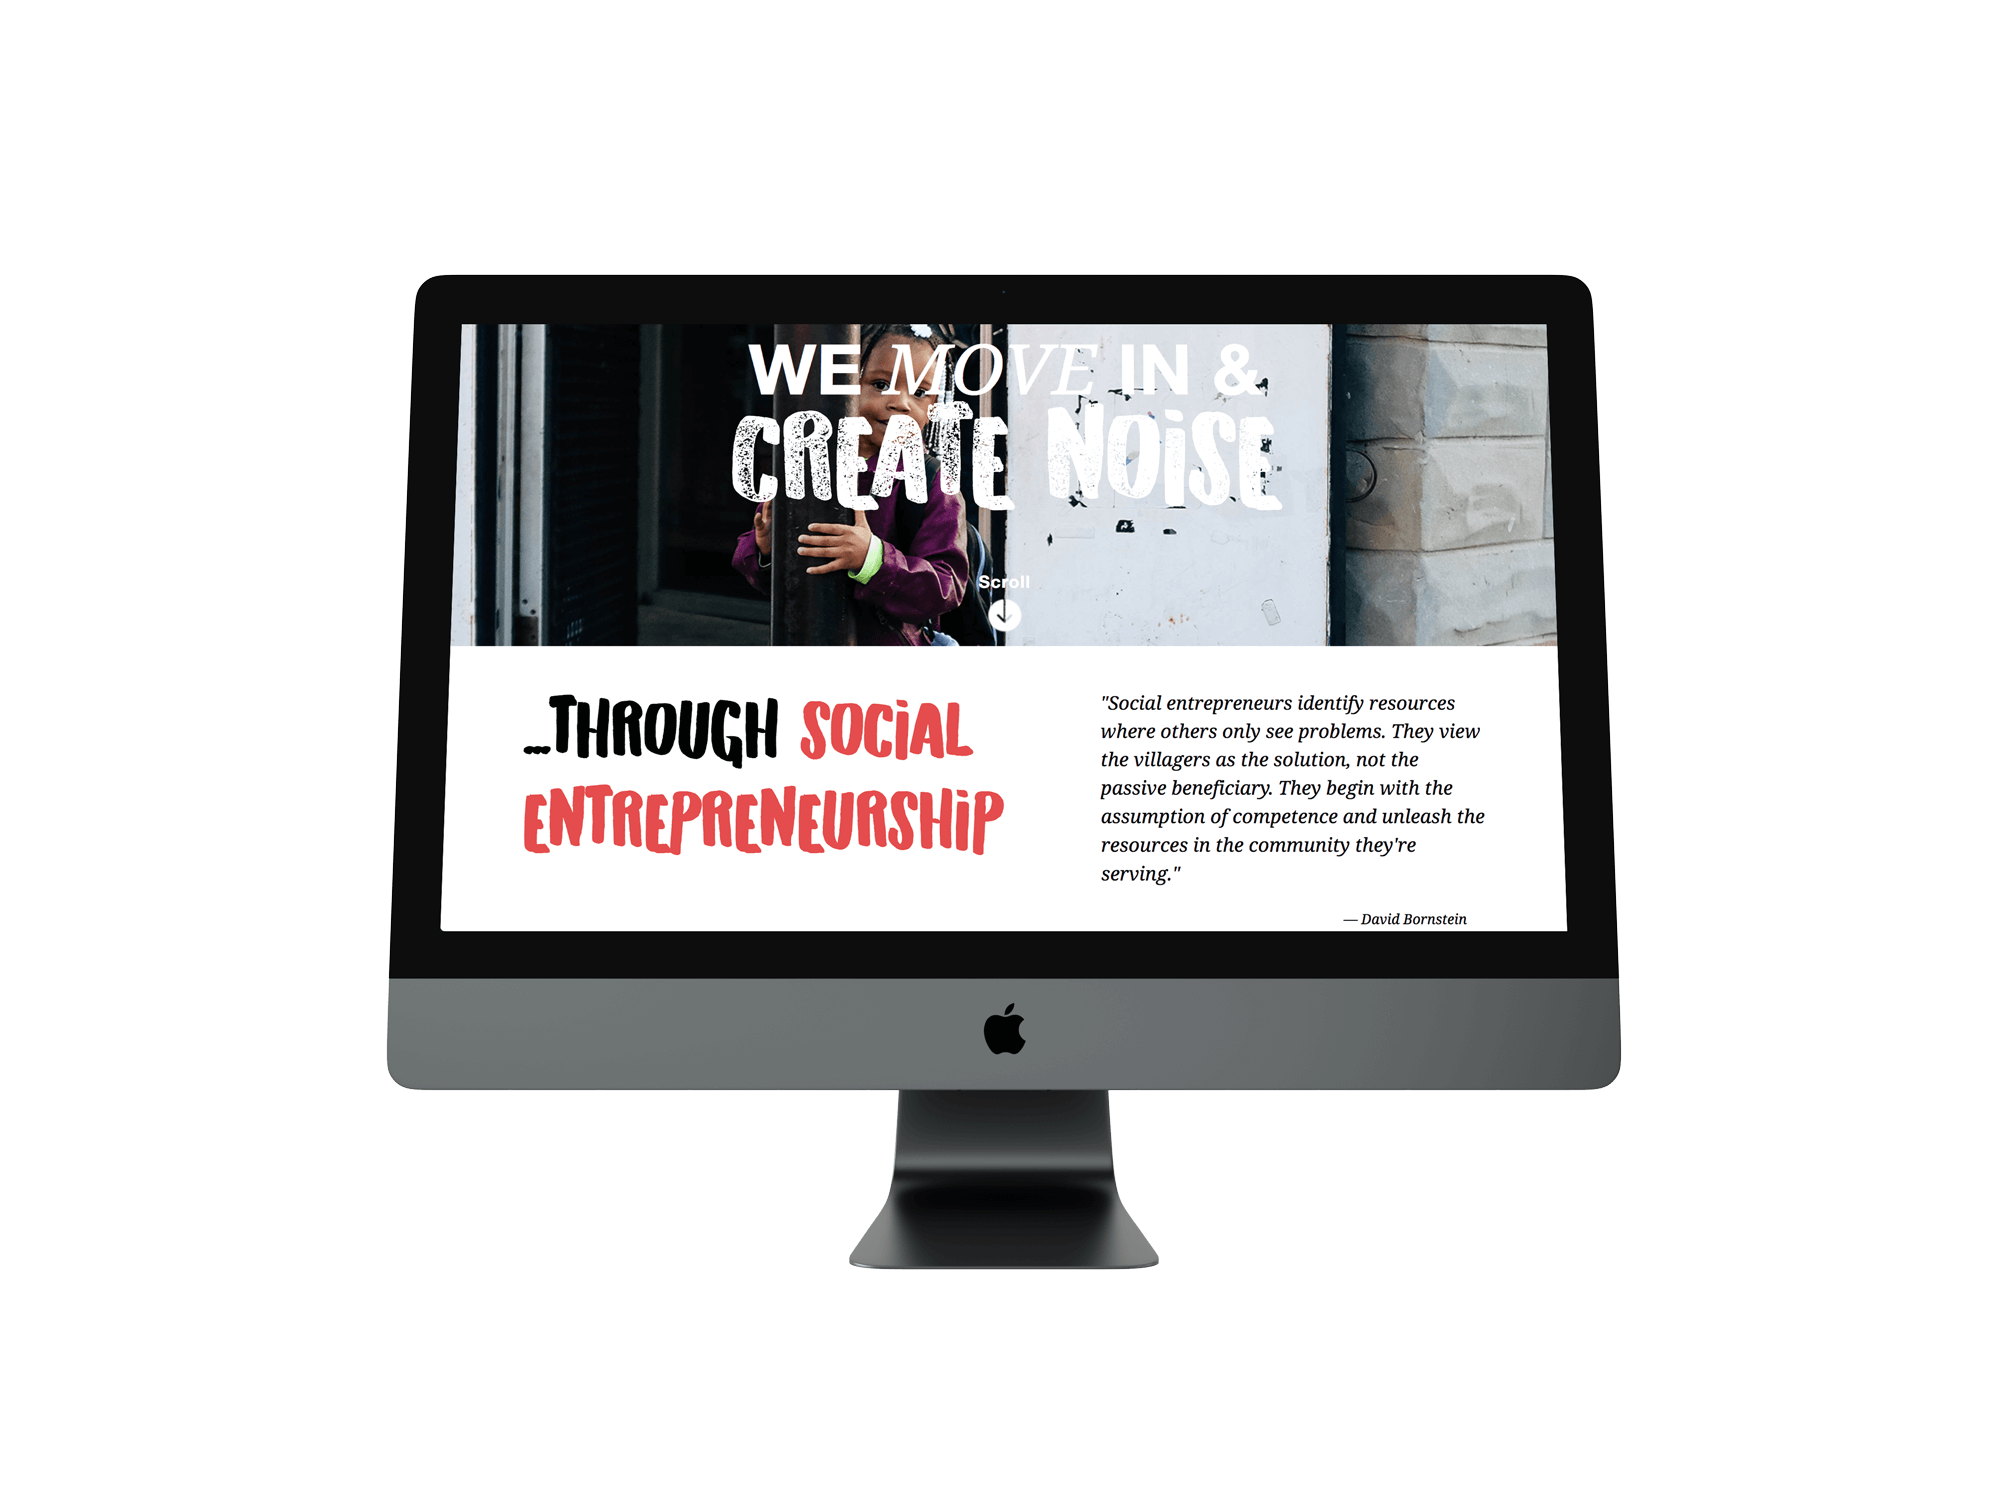 WE MOVE IN &
CREATE NOiSE
Scroll
...THROUGH SOCiAL
ENTREPRENEURSHiP
"Social entrepreneurs identify resources
where others only see problems. They view
the villagers as the solution, not the
passive beneficiary. They begin with the
assumption of competence and unleash the
resources in the community they're
serving."
— David Bornstein